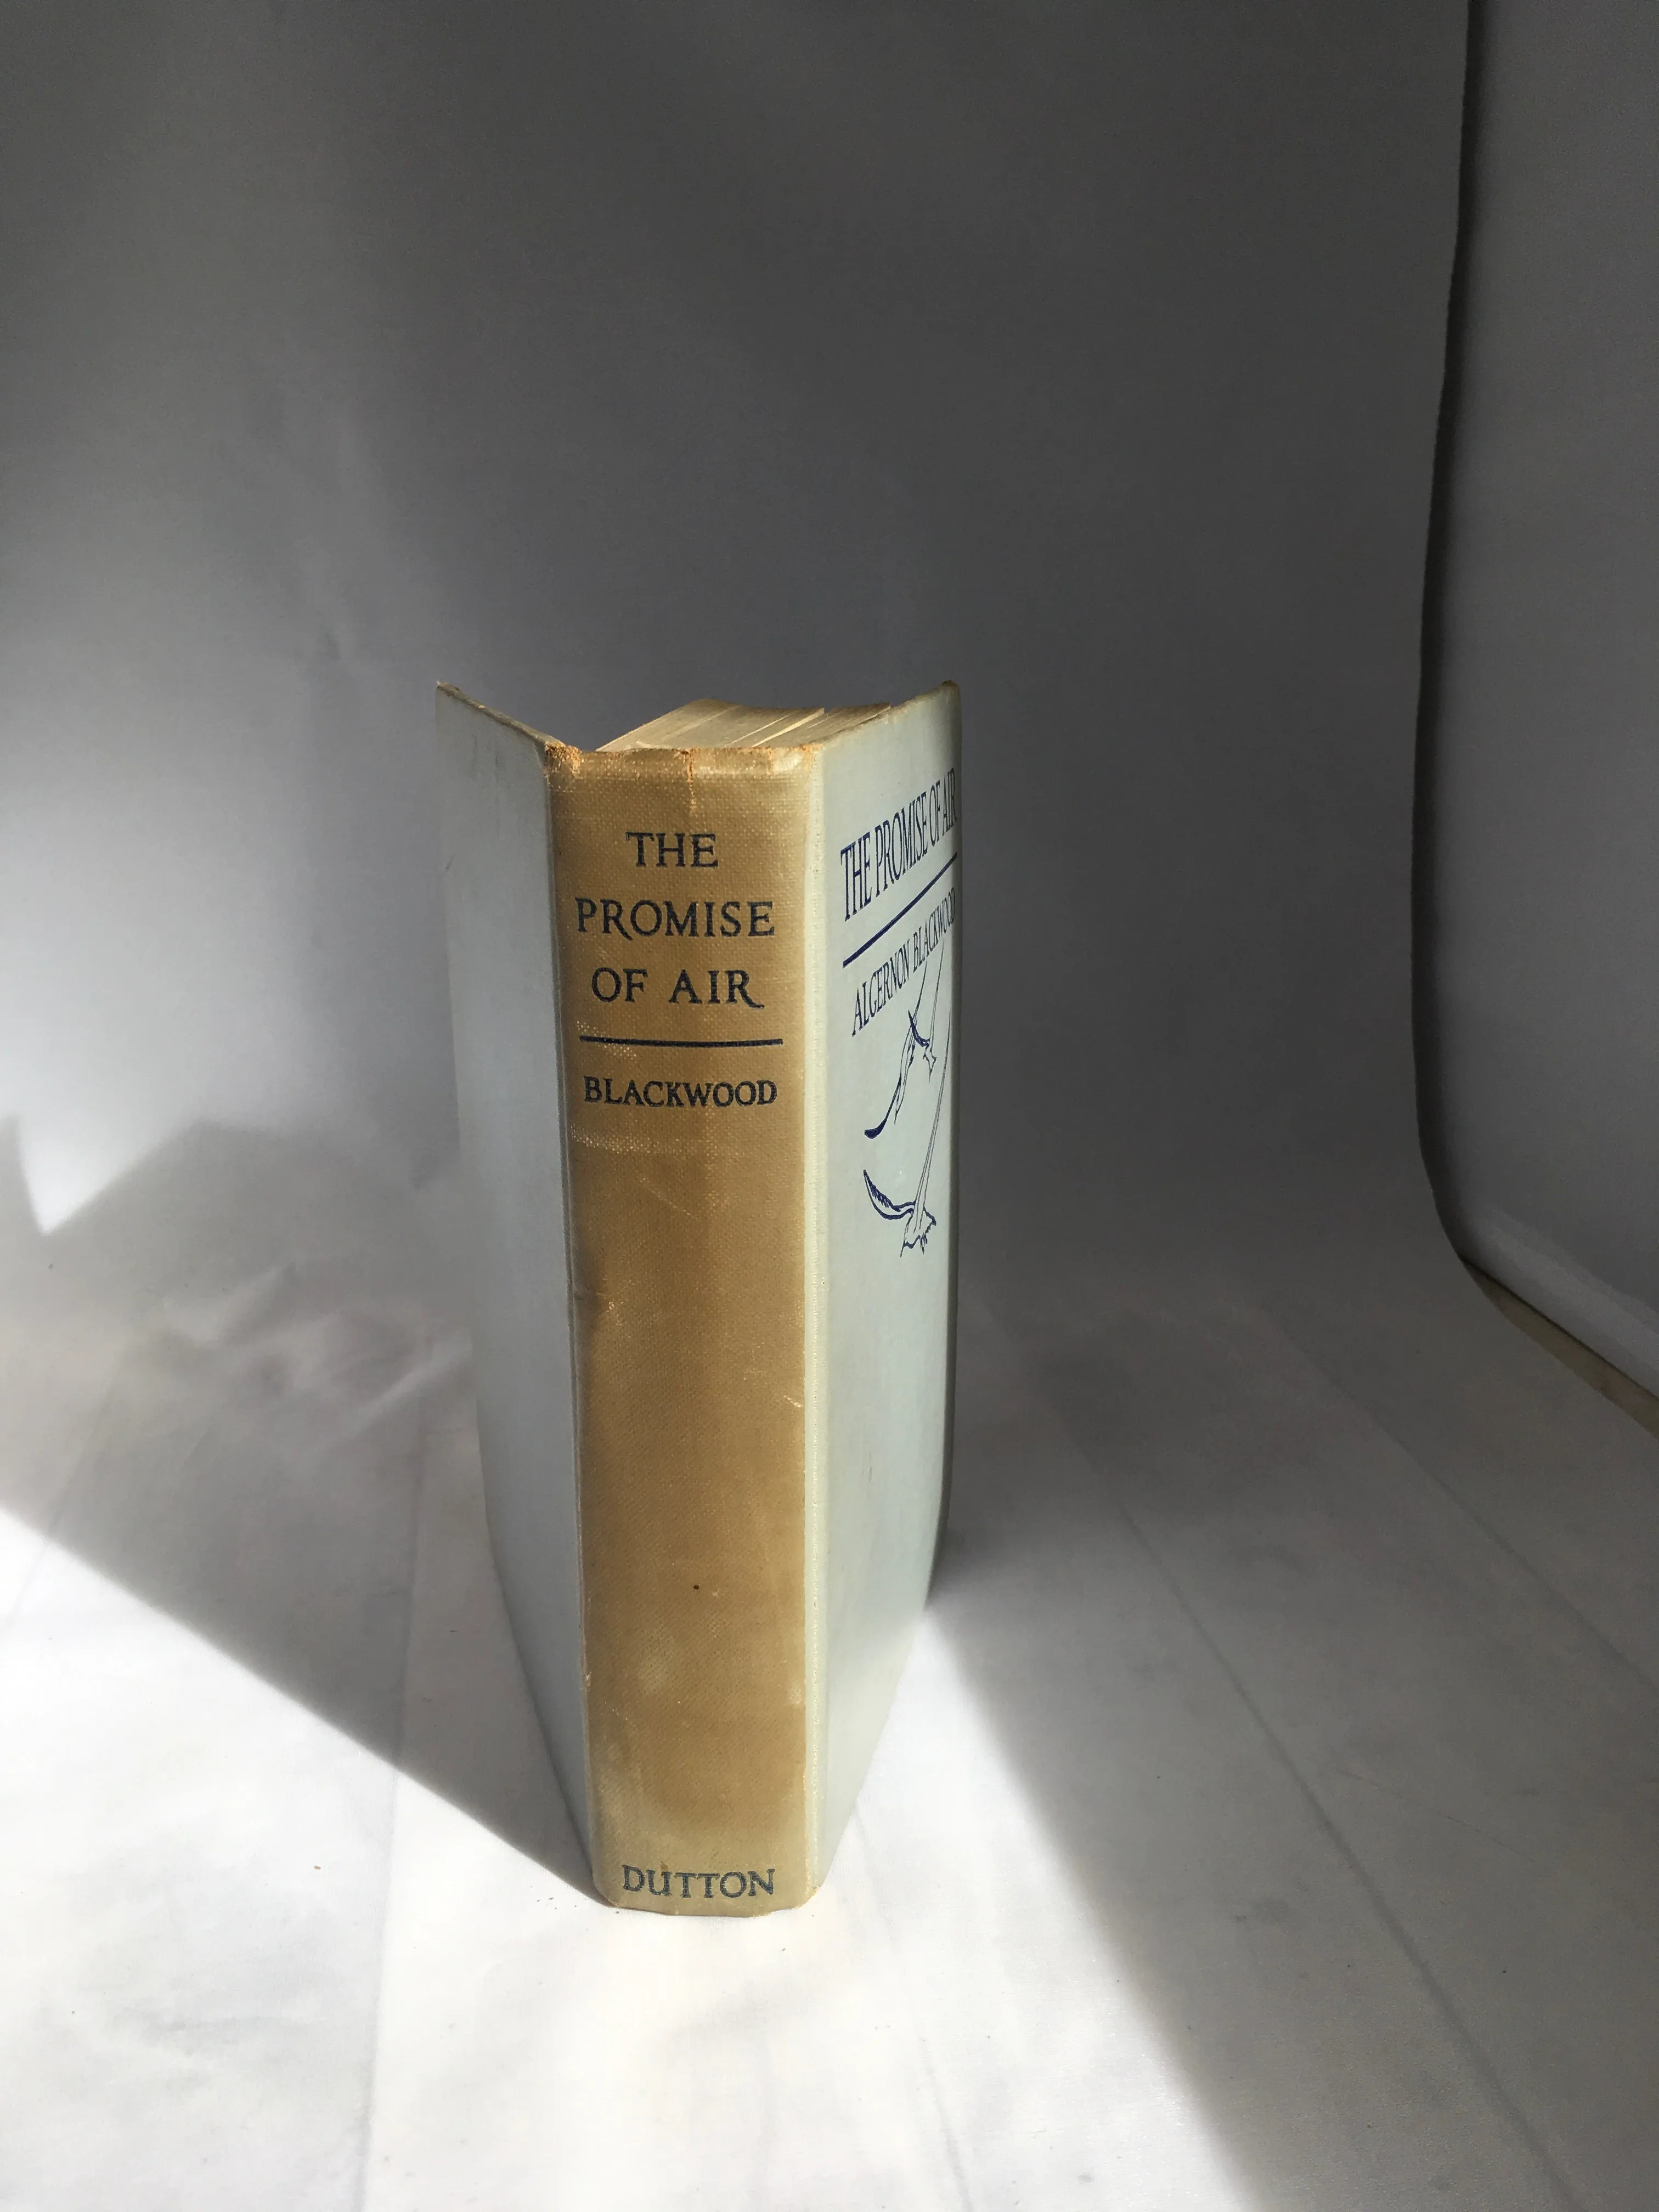 THE
PROMISE
OF AIR
BLACKWOOD
DUTTON
THE PROMISE OF AIR
ALGERNON BLACKWOOD